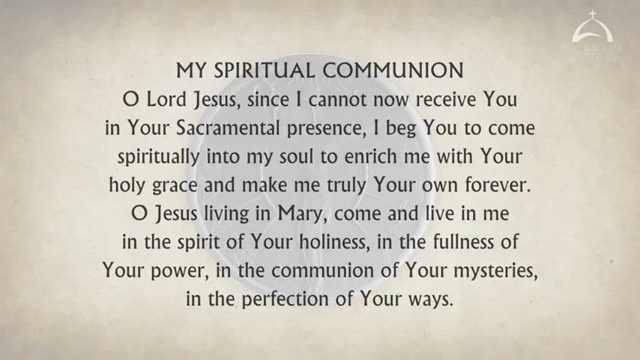 MY SPIRITUAL COMMUNION
O Lord Jesus, since I cannot now receive You
in Your Sacramental presence, I beg You to come
spiritually into my soul to enrich me with Your
holy grace and make me truly Your own forever.
O Jesus living in Mary, come and live in me
in the spirit of Your holiness, in the fullness of
Your power, in the communion of Your mysteries,
in the perfection of Your ways.